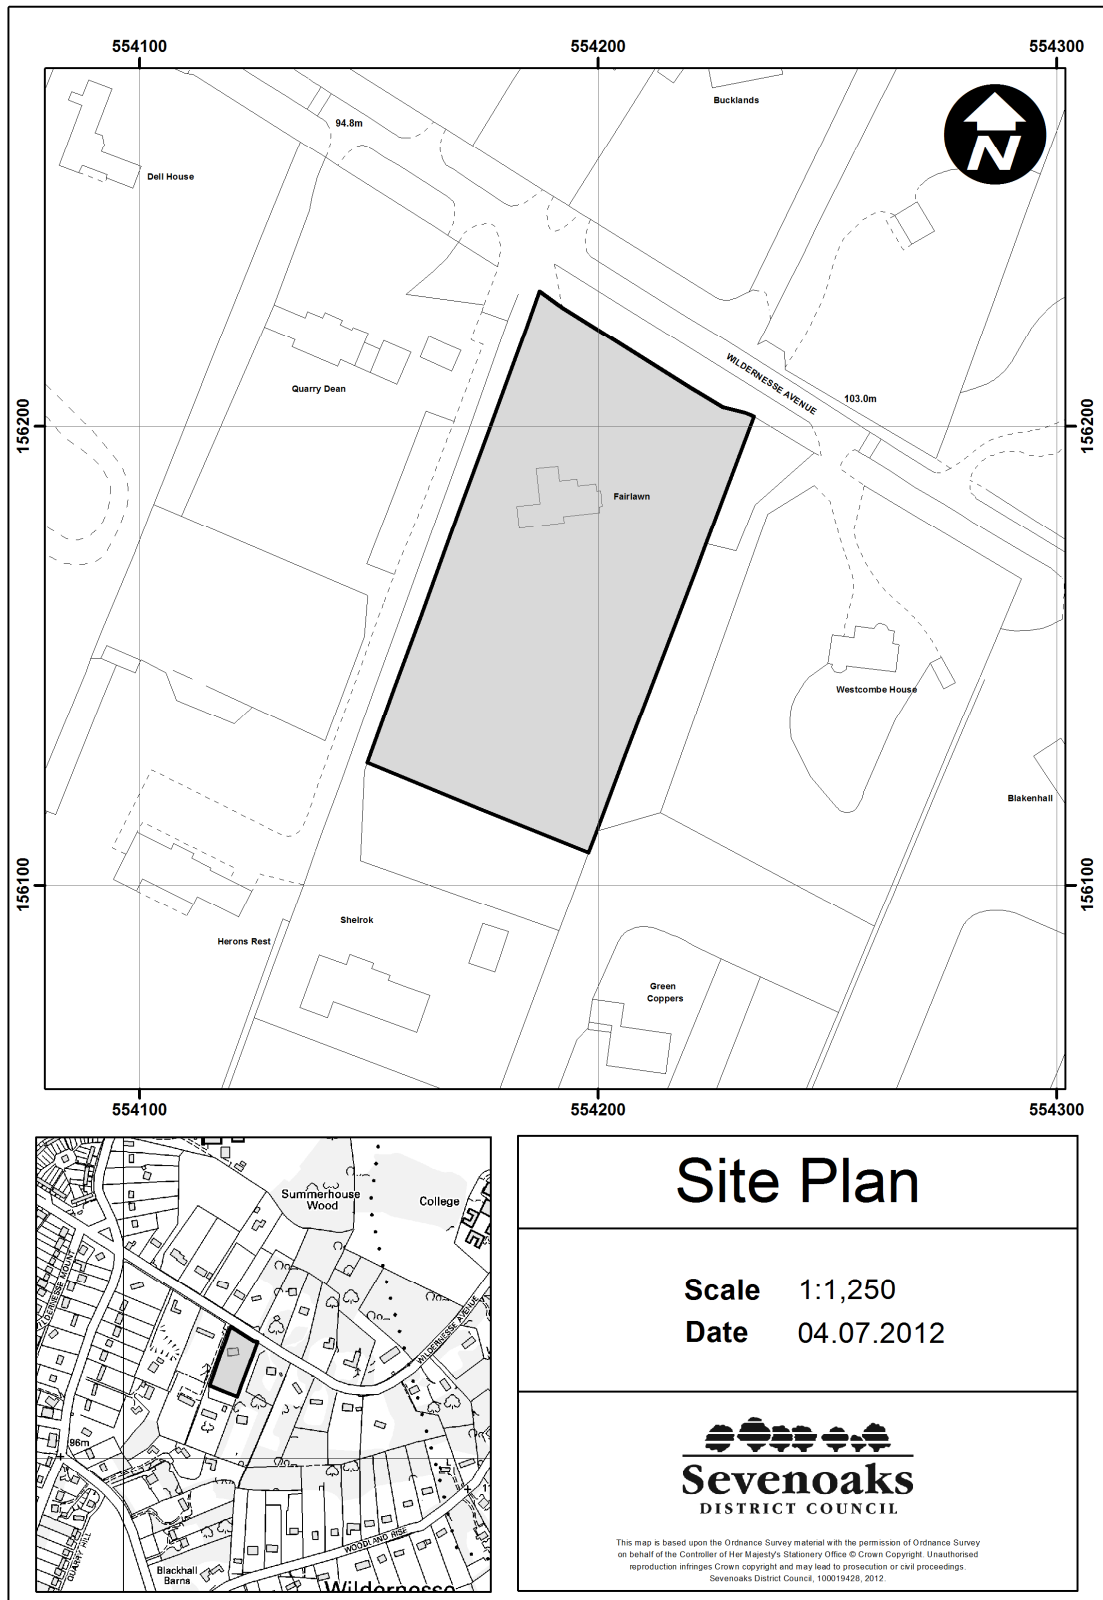 554100
554200
554300
Bucklands
94.8m
N
Dell House
Quarry Dean
WILDERNESSE AVENUE
103.0m
156200
156200
Fairlawn
Westcombe House
Blakenhall
156100
156100
Shelrok
Herons Rest
Green
Coppers
554100
554200
554300
Summerhouse
Wood
College
DERNESSE MOUNT
WILDERNESSE AVENUE
96m
11
QUARRY HILL
WOODLAND RISE
Blackhall
Barns
Wildernesse
Site Plan
Scale 1:1,250
Date 04.07.2012
Sevenoaks
DISTRICT COUNCIL
This map is based upon the Ordnance Survey material with the permission of Ordnance Survey
on behalf of the Controller of Her Majesty's Stationery Office © Crown Copyright. Unauthorised
reproduction infringes Crown copyright and may lead to prosecution or civil proceedings.
Sevenoaks District Council, 100019428, 2012.